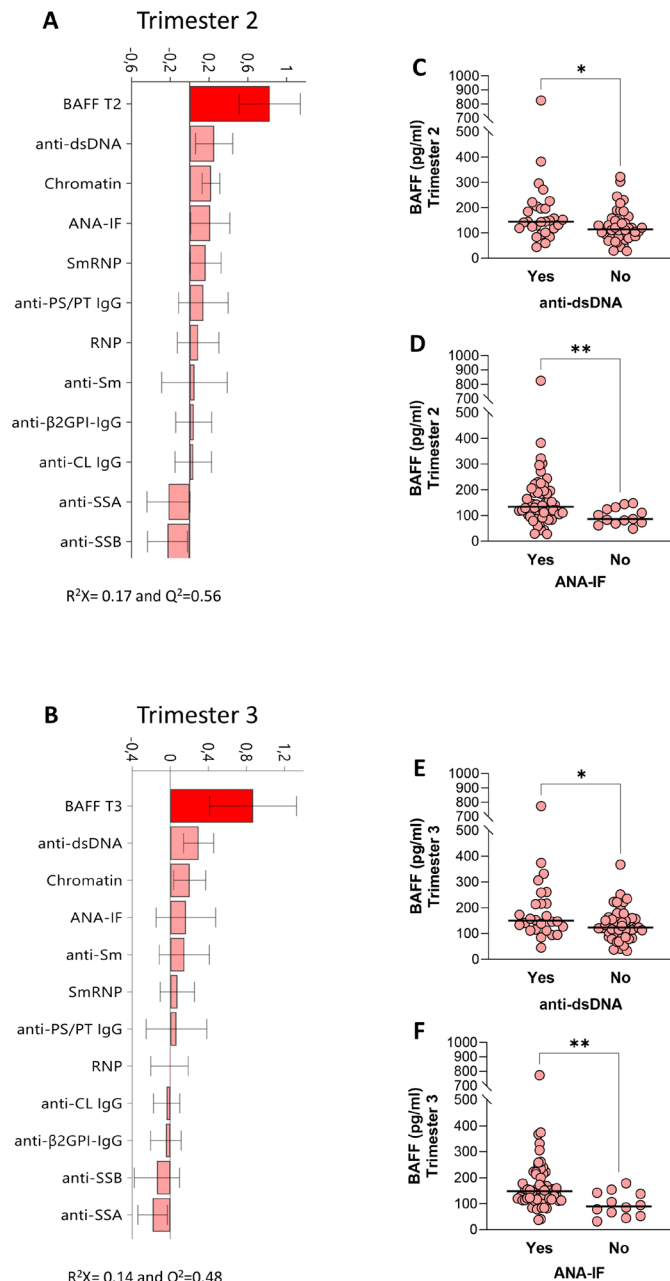 A
Trimester 2
-0,6
-0,2
0,2
0,6
1
BAFF T2
anti-dsDNA
Chromatin
ANA-IF
SmRNP
anti-PS/PT IgG
RNP
anti-Sm
anti-β2GPI-IgG
anti-CL IgG
anti-SSA
anti-SSB
R²X= 0.17 and Q²=0.56
C
BAFF (pg/ml)
Trimester 2
1000
900
800
700
500
400
300
200
100
0
*
Yes No
anti-dsDNA
D
BAFF (pg/ml)
Trimester 2
1000
900
800
700
500
400
300
200
100
0
**
Yes No
ANA-IF
B
Trimester 3
-0,4
0
0,4
0,8
1,2
BAFF T3
anti-dsDNA
Chromatin
ANA-IF
anti-Sm
SmRNP
anti-PS/PT IgG
RNP
anti-CL IgG
anti-β2GPI-IgG
anti-SSB
anti-SSA
R²X= 0.14 and Q²=0.48
E
BAFF (pg/ml)
Trimester 3
1000
900
800
700
500
400
300
200
100
0
*
Yes No
anti-dsDNA
F
BAFF (pg/ml)
Trimester 3
1000
900
800
700
500
400
300
200
100
0
**
Yes No
ANA-IF